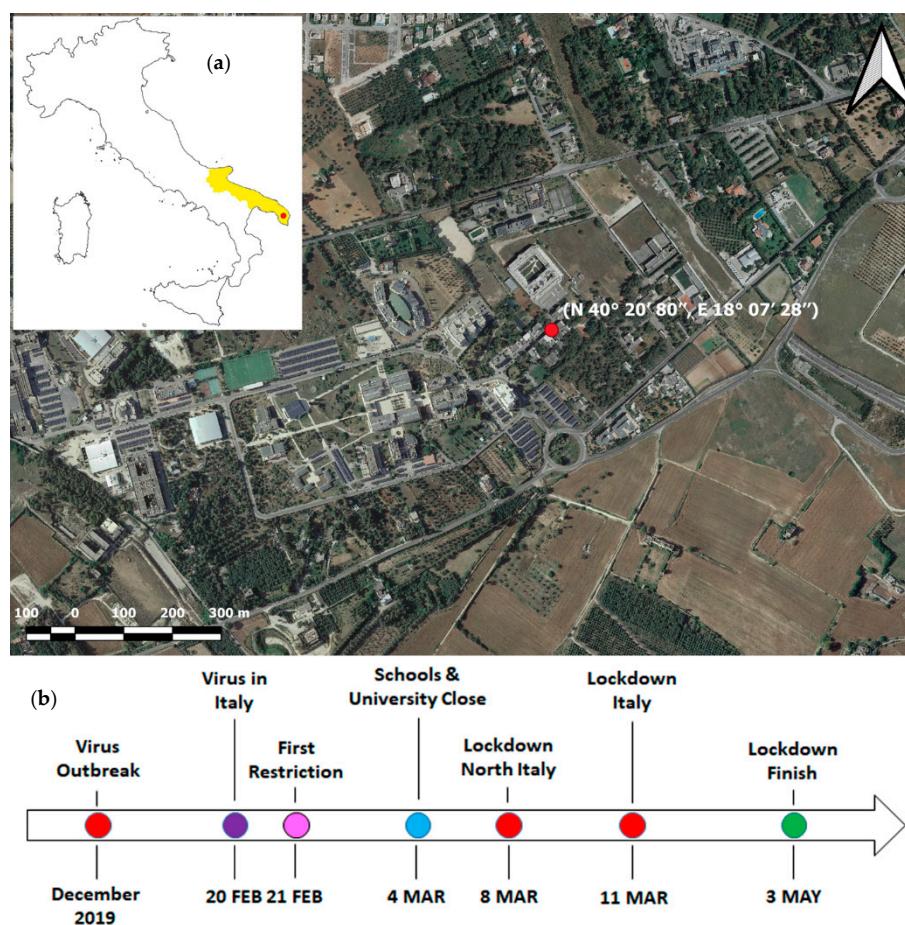 (a)
(N 40° 20′ 80″, E 18° 07′ 28″)
100 0 100 200 300 m
(b)
Virus in
Italy
Schools &
University Close
Lockdown
Italy
Virus
Outbreak
First
Restriction
Lockdown
North Italy
Lockdown
Finish
December
2019
20 FEB
21 FEB
4 MAR
8 MAR
11 MAR
3 MAY